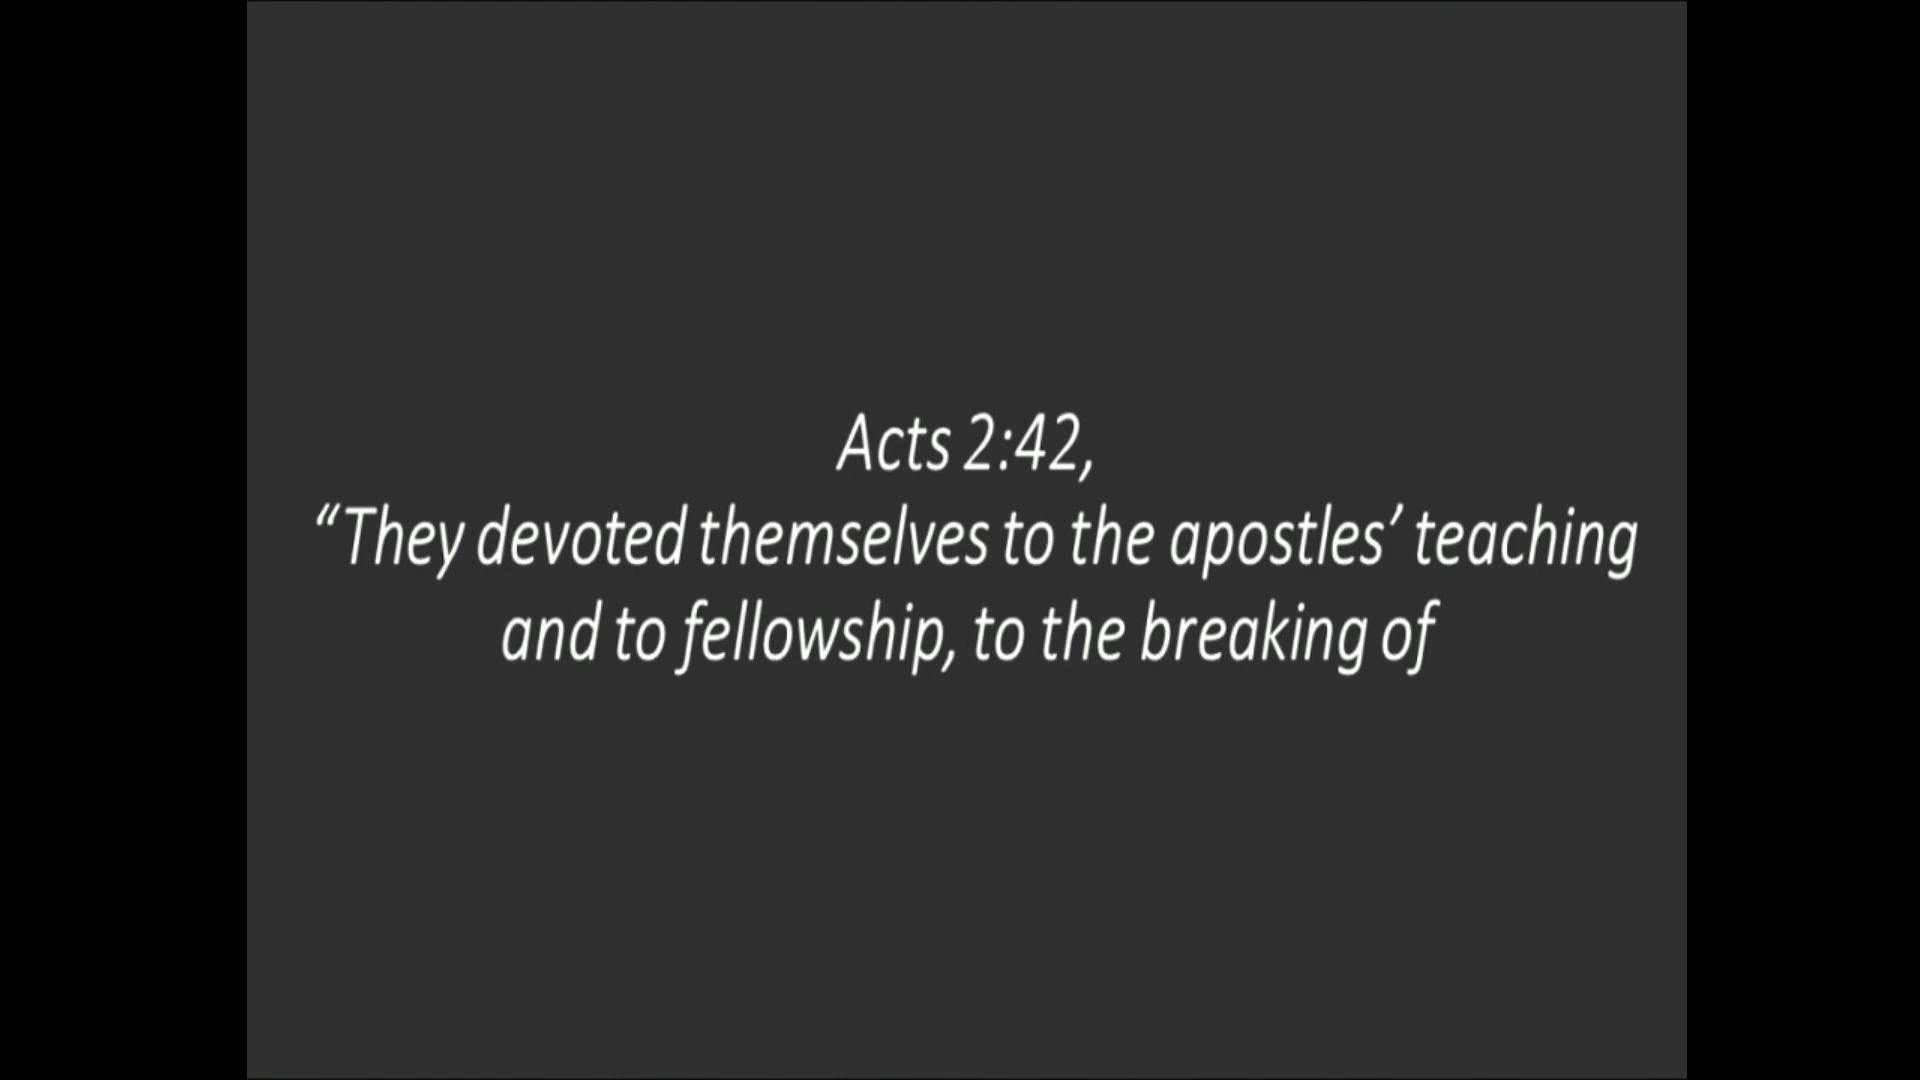 Acts 2:42,
“They devoted themselves to the apostles’ teaching
and to fellowship, to the breaking of